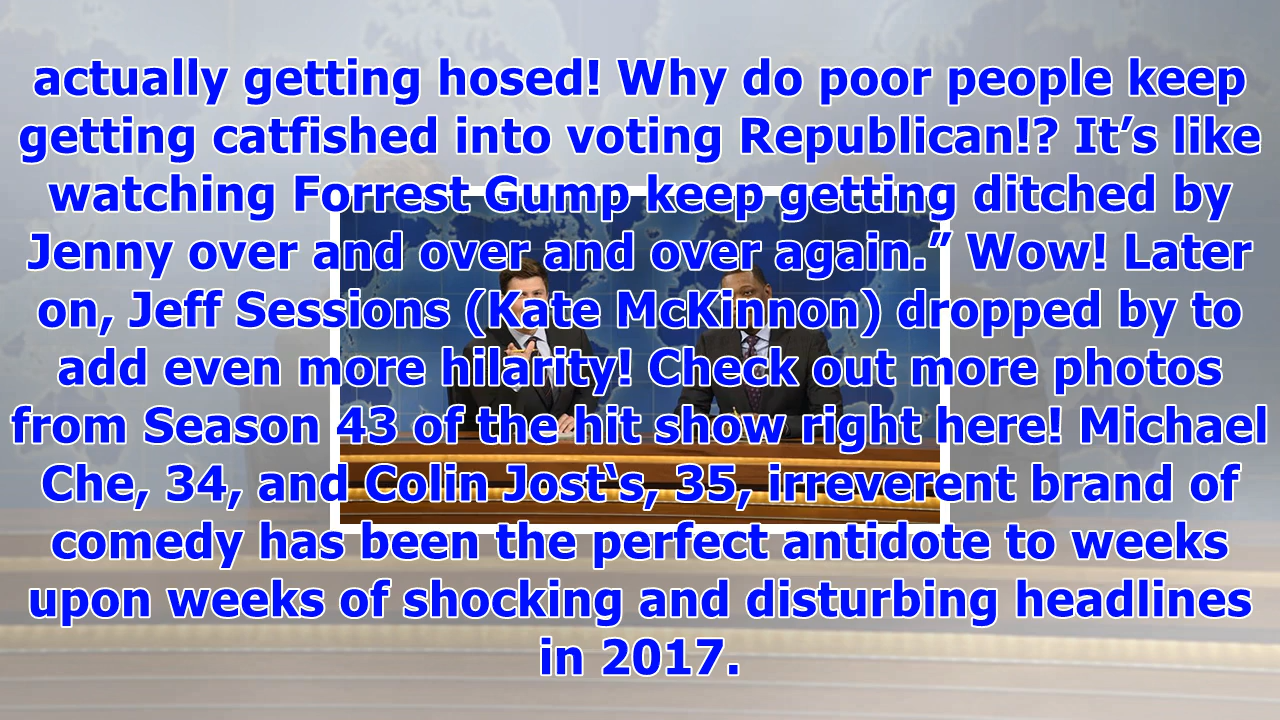 actually getting hosed! Why do poor people keep
getting catfished into voting Republican!? It’s like
watching Forrest Gump keep getting ditched by
Jenny over and over and over again.” Wow! Later
on, Jeff Sessions (Kate McKinnon) dropped by to
add even more hilarity! Check out more photos
from Season 43 of the hit show right here! Michael
Che, 34, and Colin Jost‛s, 35, irreverent brand of
comedy has been the perfect antidote to weeks
upon weeks of shocking and disturbing headlines
in 2017.